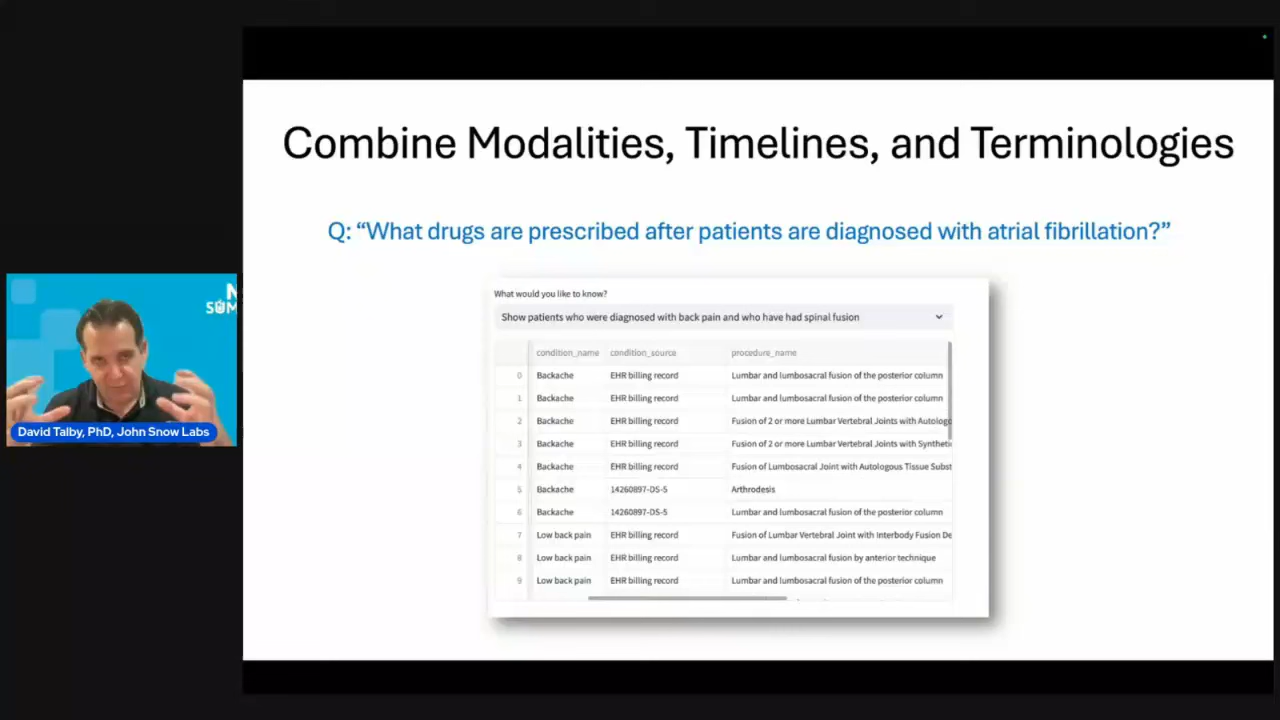 Combine Modalities, Timelines, and Terminologies
Q: “What drugs are prescribed after patients are diagnosed with atrial fibrillation?”
What would you like to know?
Show patients who were diagnosed with back pain and who have had spinal fusion
condition_name condition_source procedure_name
0 Backache EHR billing record Lumbar and lumbosacral fusion of the posterior column
1 Backache EHR billing record Lumbar and lumbosacral fusion of the posterior column
2 Backache EHR billing record Fusion of 2 or more Lumbar Vertebral Joints with Autologo
3 Backache EHR billing record Fusion of 2 or more Lumbar Vertebral Joints with Syntheti
4 Backache EHR billing record Fusion of Lumbosacral Joint with Autologous Tissue Subst
5 Backache 14260897-DS-5 Arthrodesis
6 Backache 14260897-DS-5 Lumbar and lumbosacral fusion of the posterior column
7 Low back pain EHR billing record Fusion of Lumbar Vertebral Joint with Interbody Fusion De
8 Low back pain EHR billing record Lumbar and lumbosacral fusion by anterior technique
9 Low back pain EHR billing record Lumbar and lumbosacral fusion of the posterior column
N
SUM
David Talby, PhD, John Snow Labs